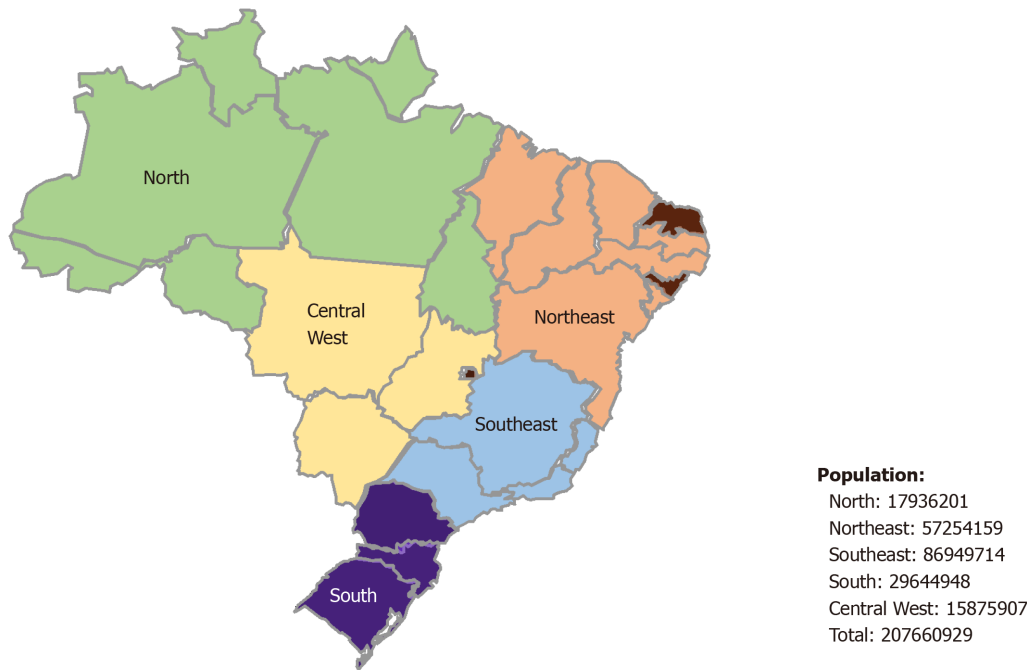 North
Central
West
Northeast
Southeast
South
Population:
North: 17936201
Northeast: 57254159
Southeast: 86949714
South: 29644948
Central West: 15875907
Total: 207660929